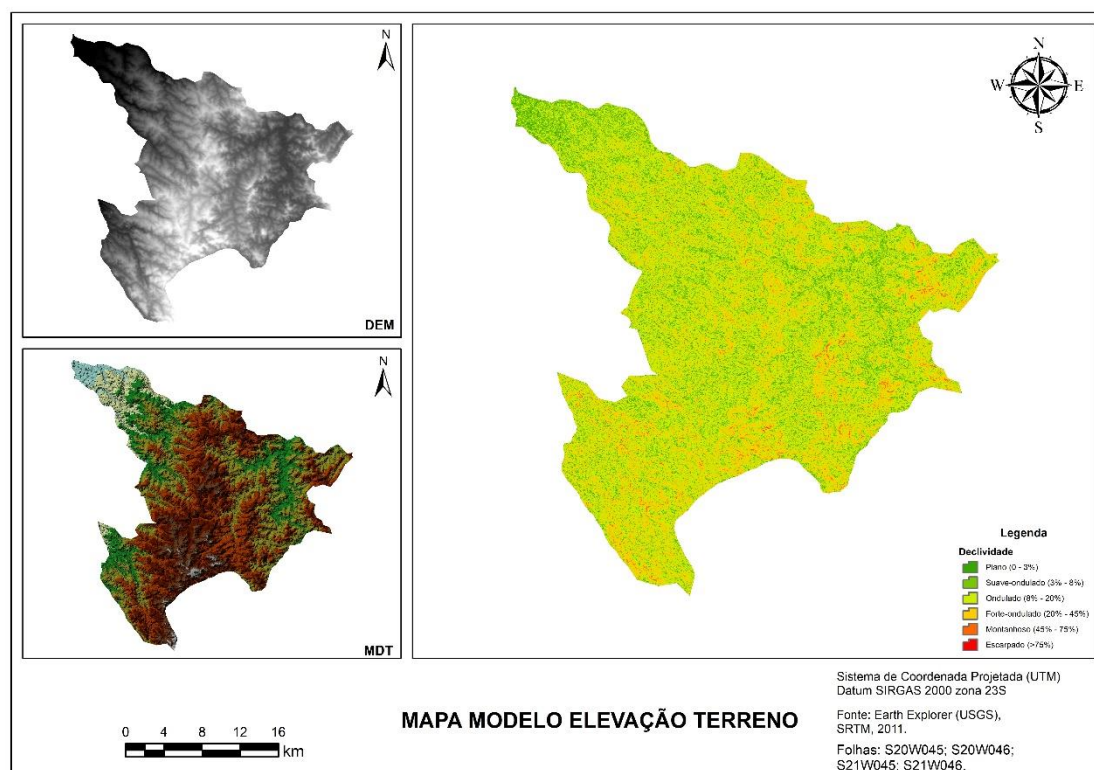 N
DEM
N
MDT
N
W E
S
Legenda
Declividade
Plano (0 - 3%)
Suave-ondulado (3% - 8%)
Ondulado (8% - 20%)
Forte-ondulado (20% - 45%)
Montanhoso (45% - 75%)
Escarpado (>75%)
0 2 4 8 12 16
km
MAPA MODELO ELEVAÇÃO TERRENO
Sistema de Coordenada Projetada (UTM)
Datum SIRGAS 2000 zona 23S
Fonte: Earth Explorer (USGS),
SRTM, 2011.
Folhas: S20W045; S20W046;
S21W045; S21W046.